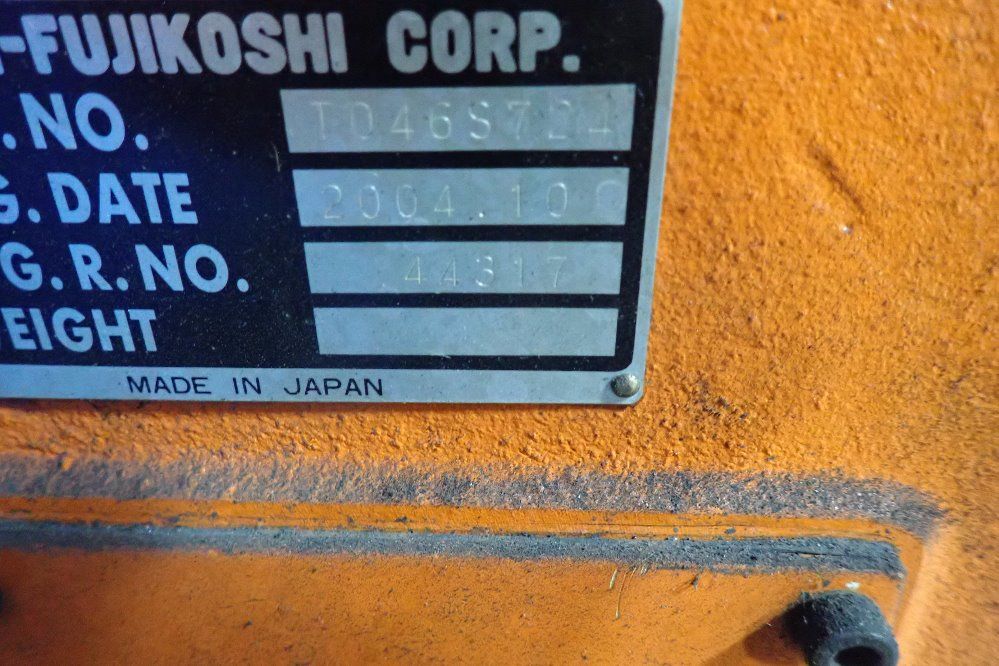 -FUJIKOSHI CORP.
. NO. T046S724
G. DATE 2004.10
G. R. NO. 44317
EIGHT
MADE IN JAPAN